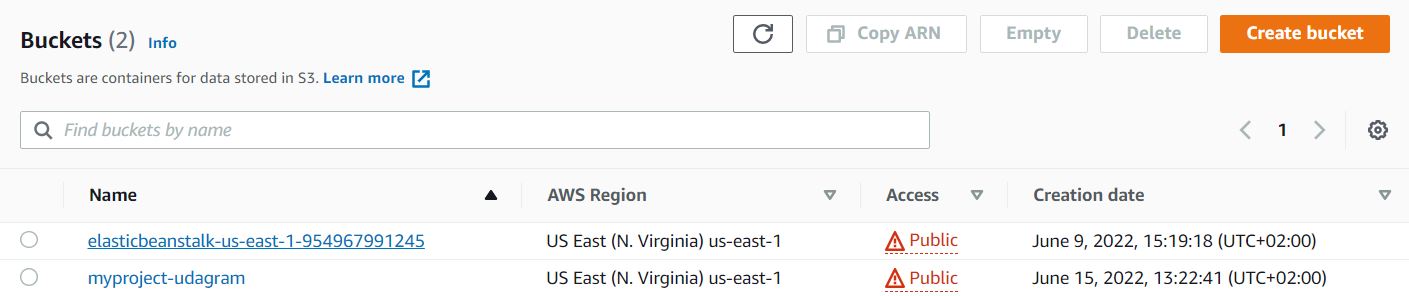 Buckets (2) Info
Copy ARN
Empty
Delete
Create bucket
Buckets are containers for data stored in S3. Learn more
Find buckets by name
1
Name AWS Region Access Creation date
elasticbeanstalk-us-east-1-954967991245 US East (N. Virginia) us-east-1 Public June 9, 2022, 15:19:18 (UTC+02:00)
myproject-udagram US East (N. Virginia) us-east-1 Public June 15, 2022, 13:22:41 (UTC+02:00)